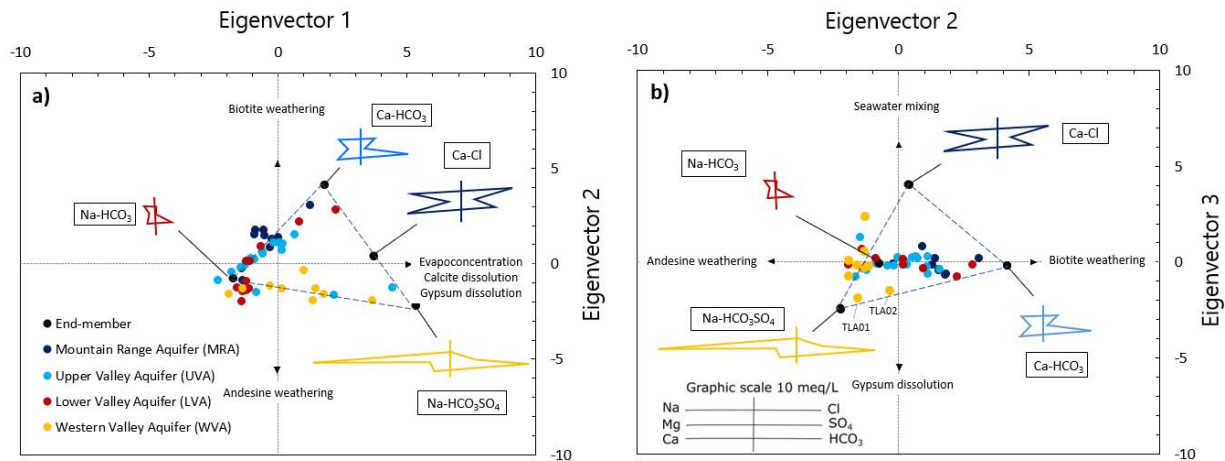 Eigenvector 1
-10 -5 0 5 10
a)
Biotite weathering
Ca-HCO3
Ca-Cl
Na-HCO3
Evapoconcentration
Calcite dissolution
Gypsum dissolution
End-member
Mountain Range Aquifer (MRA)
Upper Valley Aquifer (UVA)
Lower Valley Aquifer (LVA)
Western Valley Aquifer (WVA)
Andesine weathering
Na-HCO3SO4
10
5
0
-5
-10
Eigenvector 2
Eigenvector 2
-10 -5 0 5 10
b)
Seawater mixing
Ca-Cl
Na-HCO3
Andesine weathering
Biotite weathering
Na-HCO3SO4
TLA01
TLA02
Ca-HCO3
Gypsum dissolution
Graphic scale 10 meq/L
Na Cl
Mg SO4
Ca HCO3
10
5
0
-5
-10
Eigenvector 3